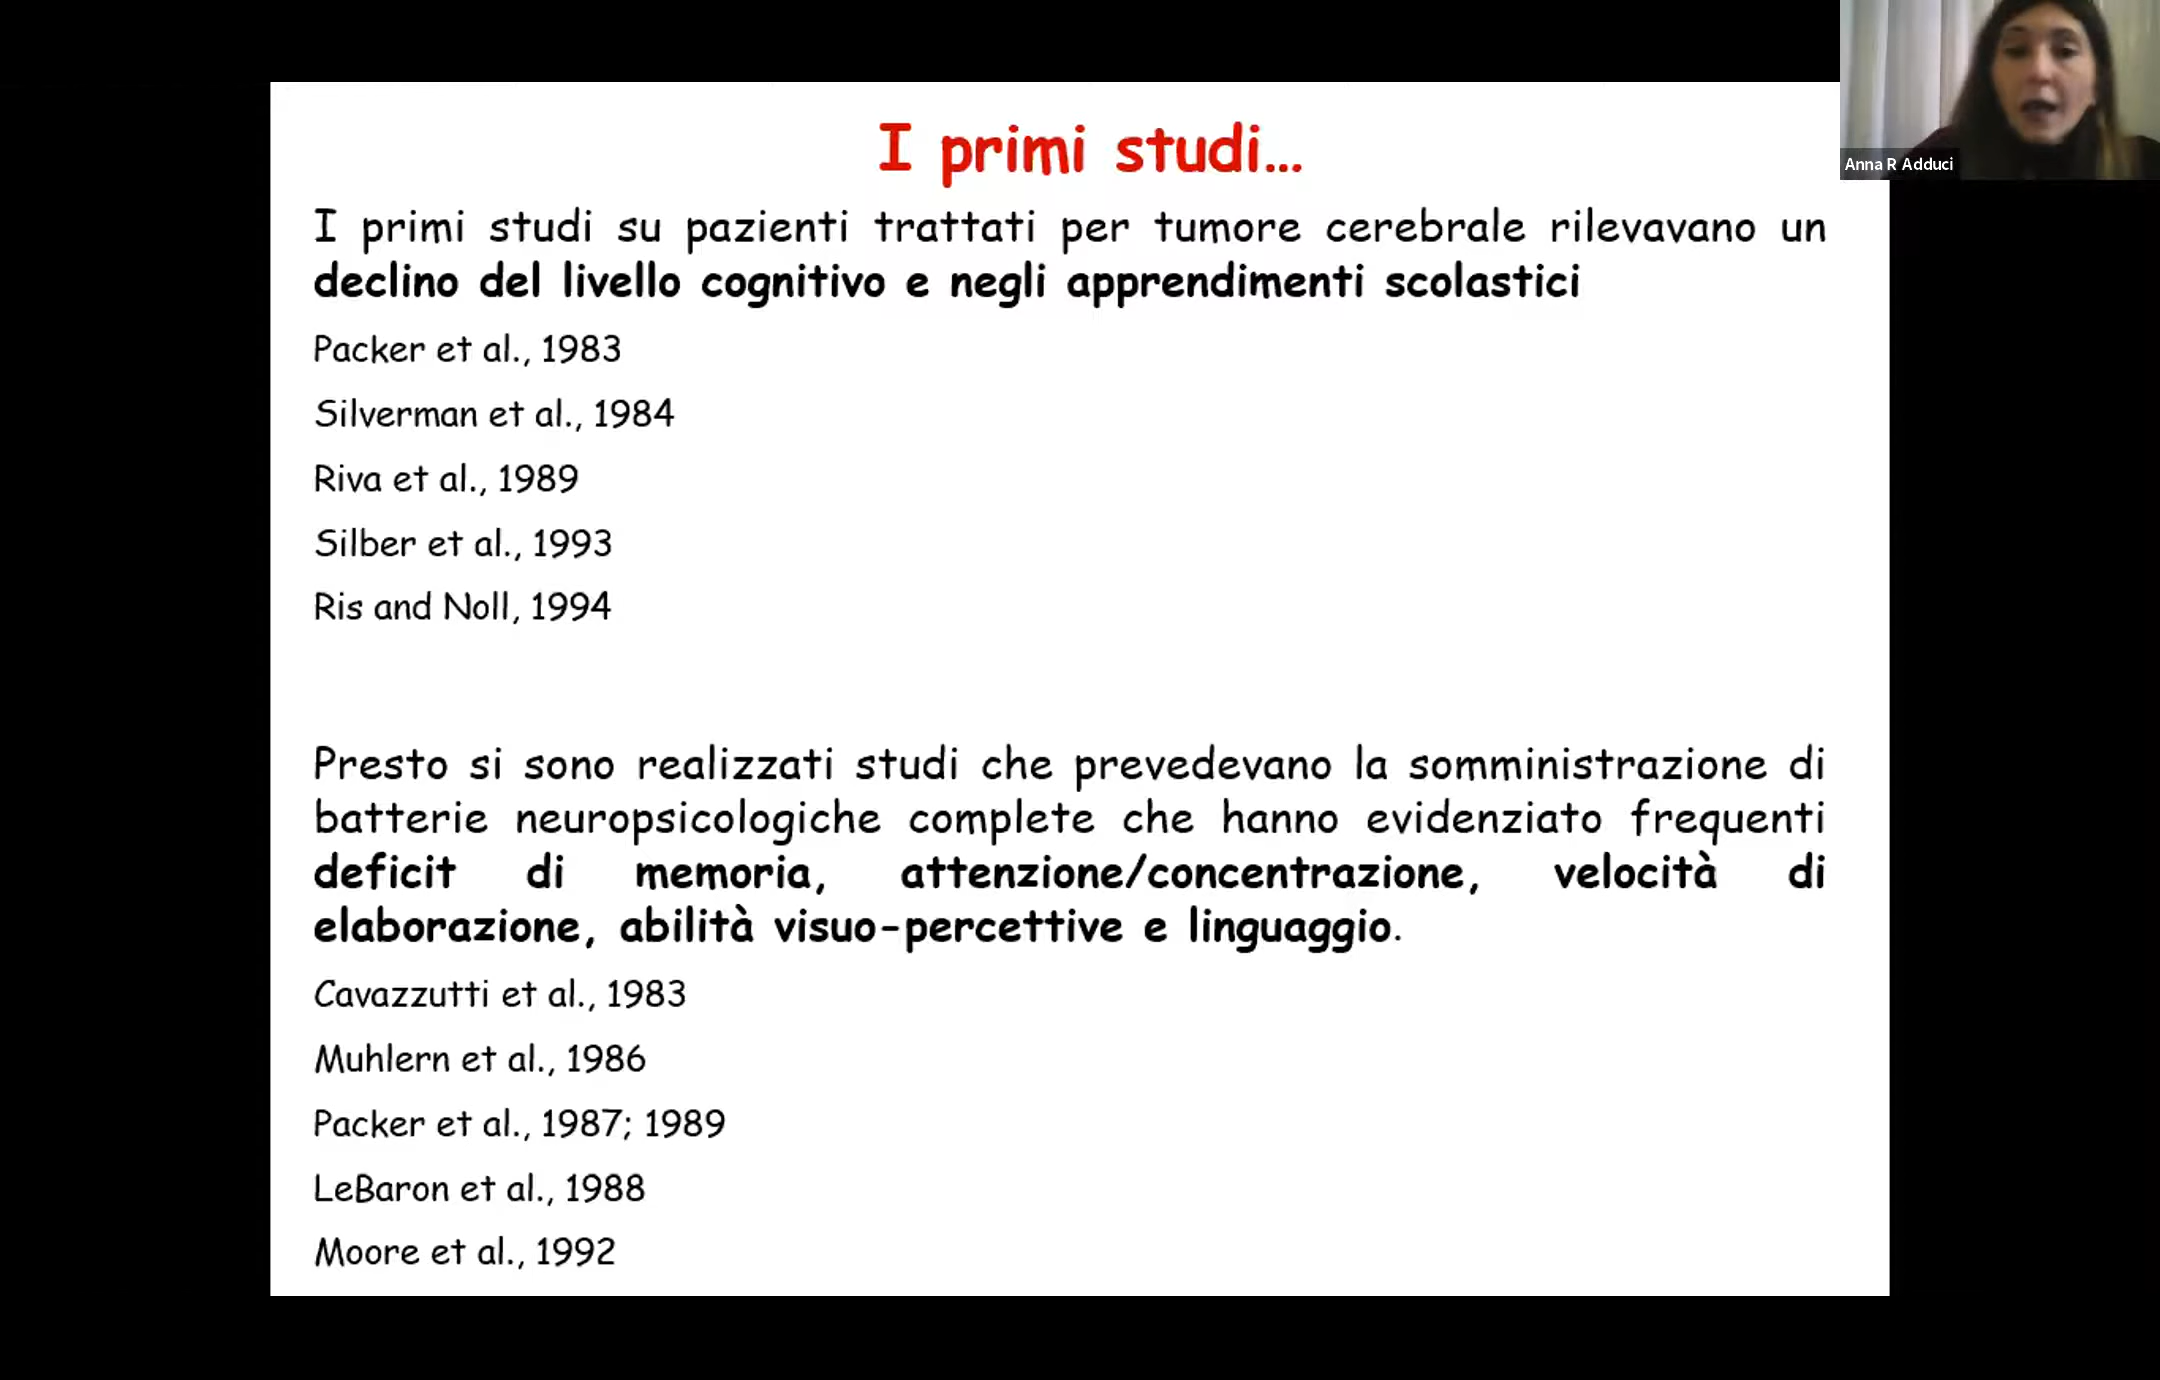 I primi studi...
Anna R Adduci
I primi studi su pazienti trattati per tumore cerebrale rilevavano un
declino del livello cognitivo e negli apprendimenti scolastici
Packer et al., 1983
Silverman et al., 1984
Riva et al., 1989
Silber et al., 1993
Ris and Noll, 1994
Presto si sono realizzati studi che prevedevano la somministrazione di
batterie neuropsicologiche complete che hanno evidenziato frequenti
deficit di memoria, attenzione/concentrazione, velocità di
elaborazione, abilità visuo-percettive e linguaggio.
Cavazzutti et al., 1983
Muhlern et al., 1986
Packer et al., 1987; 1989
LeBaron et al., 1988
Moore et al., 1992